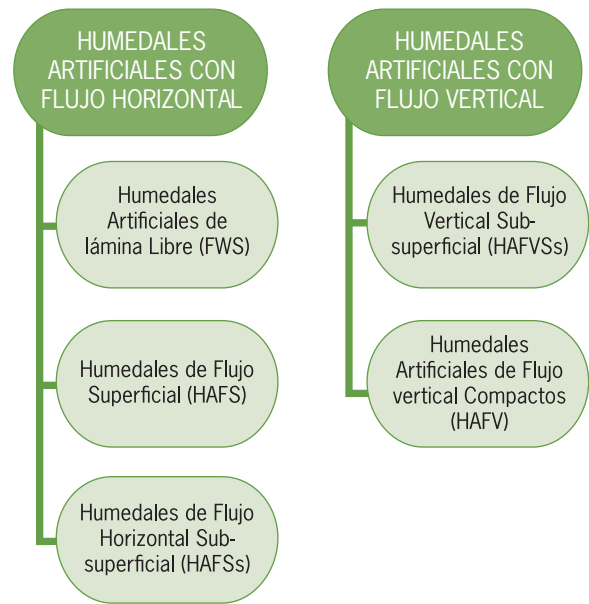 HUMEDALES
ARTIFICIALES CON
FLUJO HORIZONTAL
Humedales
Artificiales de
lámina Libre (FWS)
Humedales de Flujo
Superficial (HAFS)
Humedales de Flujo
Horizontal Sub-
superficial (HAFSs)
HUMEDALES
ARTIFICIALES CON
FLUJO VERTICAL
Humedales de Flujo
Vertical Sub-
superficial (HAFVSs)
Humedales
Artificiales de Flujo
vertical Compactos
(HAFV)